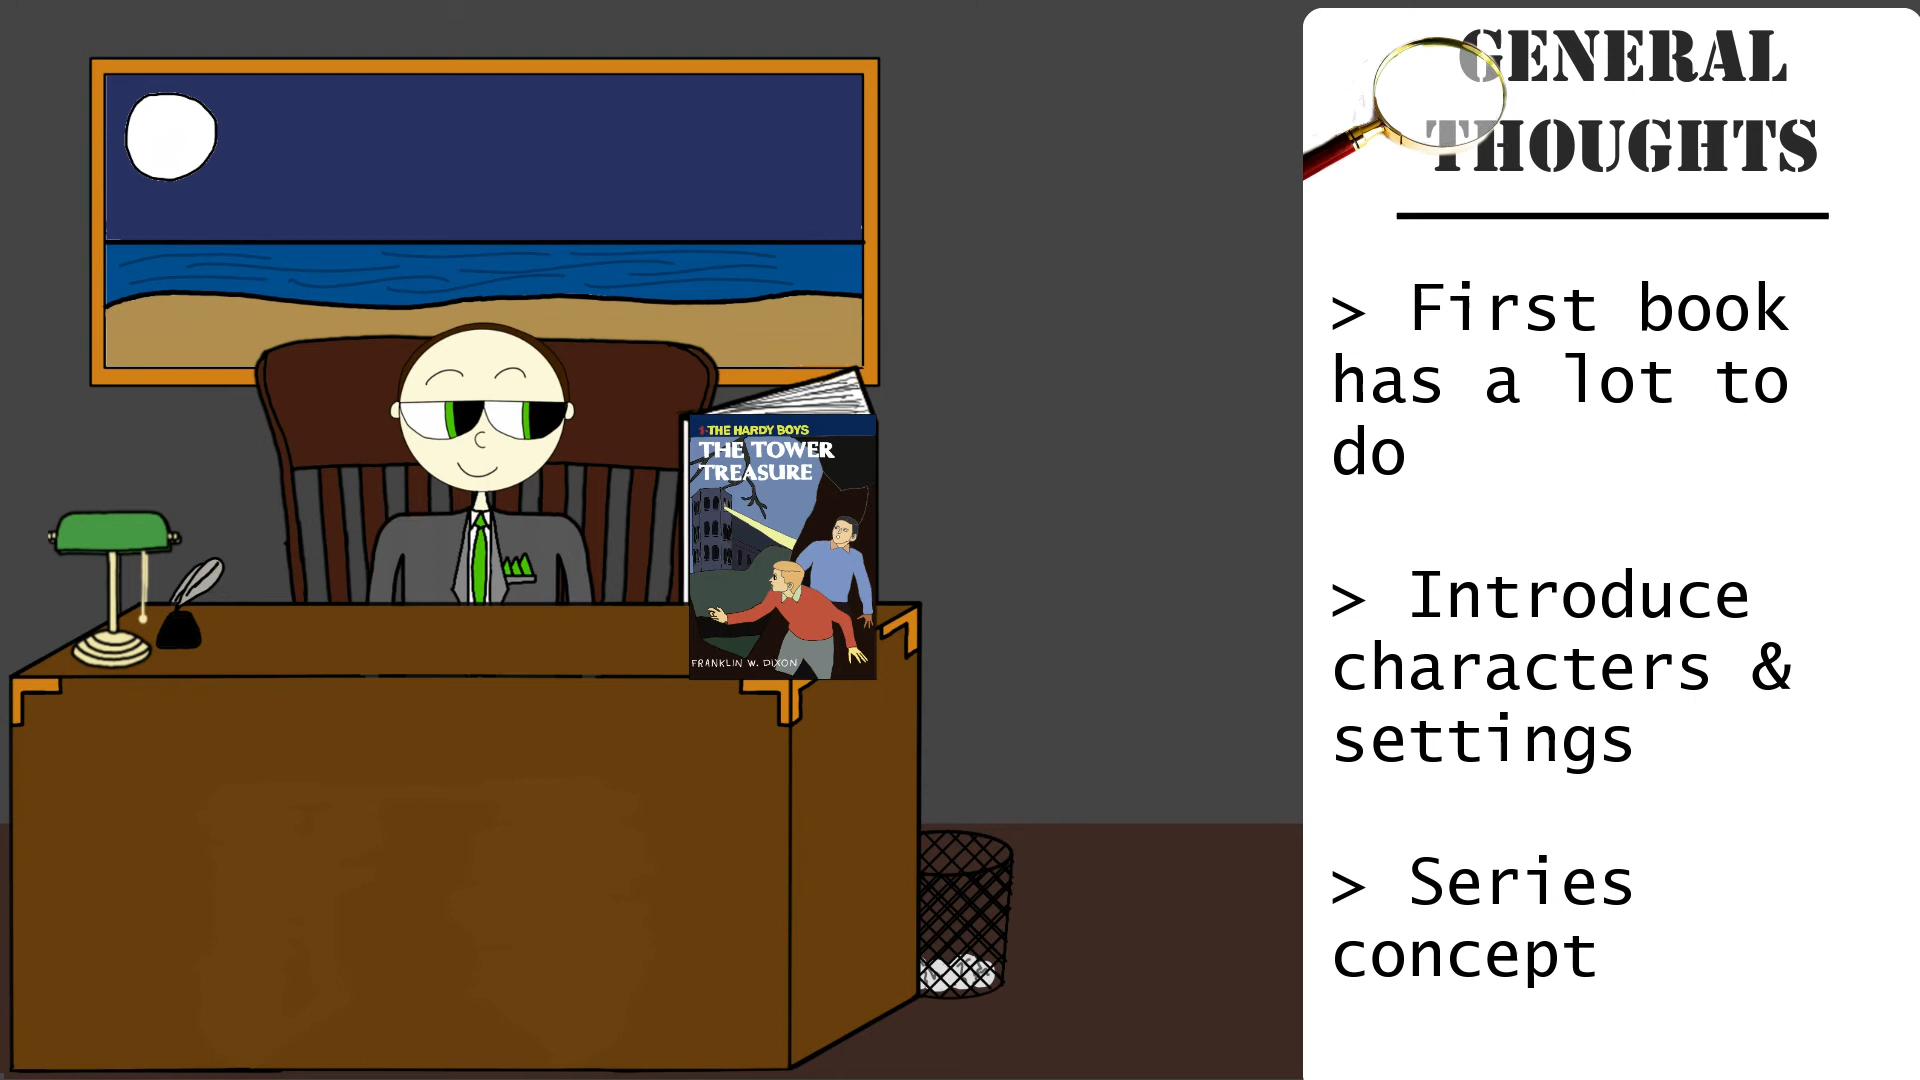 GENERAL
THOUGHTS
> First book
has a lot to
do
> Introduce
characters &
settings
> Series
concept
1-THE HARDY BOYS
THE TOWER
TREASURE
FRANKLIN W. DIXON